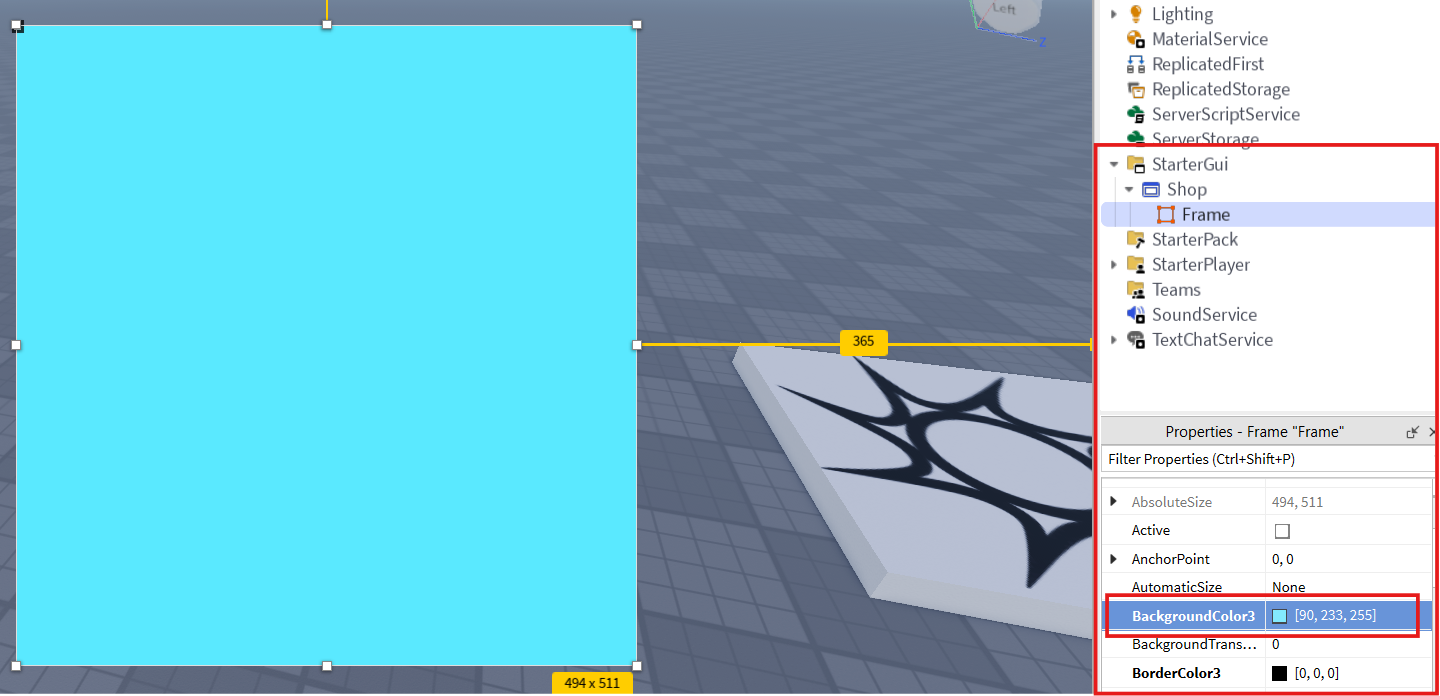 Left
Z
365
494 x 511
Lighting
MaterialService
ReplicatedFirst
ReplicatedStorage
ServerScriptService
ServerStorage
StarterGui
Shop
Frame
StarterPack
StarterPlayer
Teams
SoundService
TextChatService
Properties - Frame "Frame"
Filter Properties (Ctrl+Shift+P)
AbsoluteSize 494, 511
Active
AnchorPoint 0, 0
AutomaticSize None
BackgroundColor3 [90, 233, 255]
BackgroundTrans... 0
BorderColor3 [0, 0, 0]